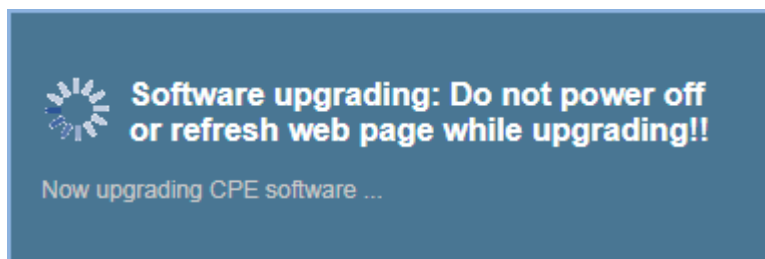 Software upgrading: Do not power off
or refresh web page while upgrading!!
Now upgrading CPE software ...